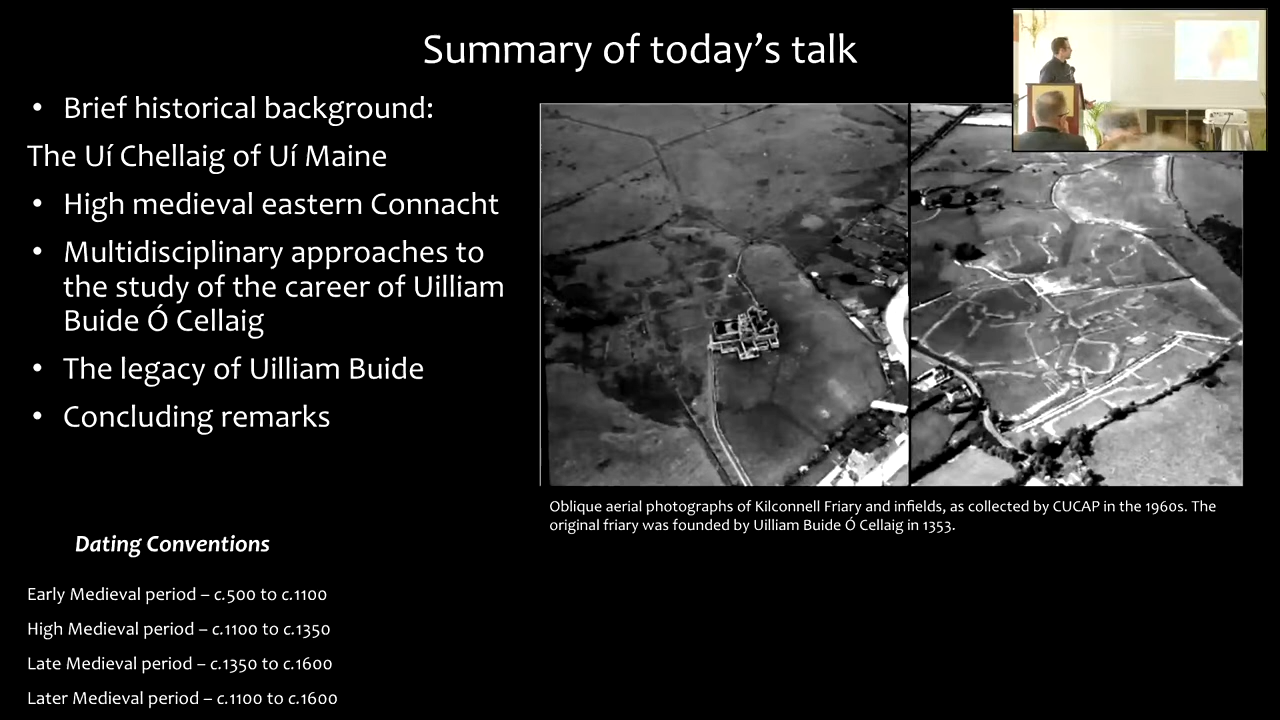 Summary of today’s talk
• Brief historical background:
The Uí Chellaig of Uí Maine
• High medieval eastern Connacht
• Multidisciplinary approaches to
the study of the career of Uilliam
Buide Ó Cellaig
• The legacy of Uilliam Buide
• Concluding remarks
Oblique aerial photographs of Kilconnell Friary and infields, as collected by CUCAP in the 1960s. The
original friary was founded by Uilliam Buide Ó Cellaig in 1353.
Dating Conventions
Early Medieval period – c.500 to c.1100
High Medieval period – c.1100 to c.1350
Late Medieval period – c.1350 to c.1600
Later Medieval period – c.1100 to c.1600